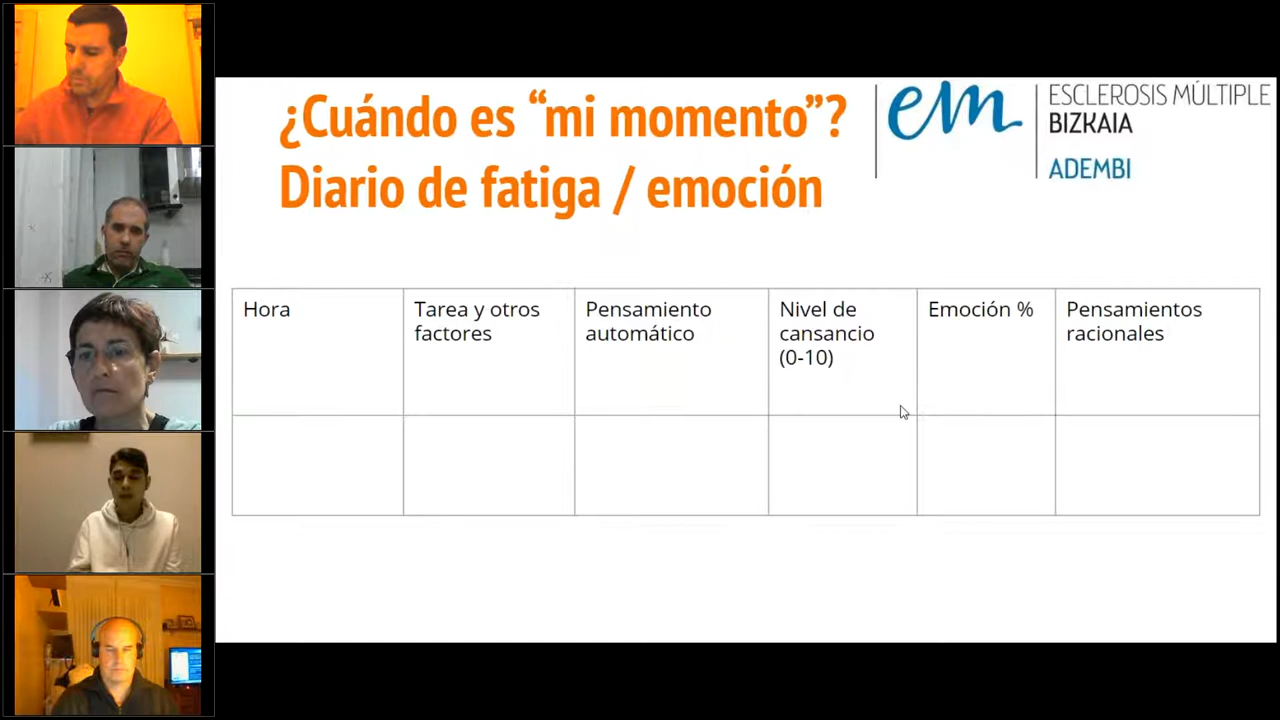 ¿Cuándo es “mi momento”?
Diario de fatiga / emoción
em
ESCLEROSIS MÚLTIPLE
BIZKAIA
ADEMBI
Hora
Tarea y otros
factores
Pensamiento
automático
Nivel de
cansancio
(0-10)
Emoción %
Pensamientos
racionales